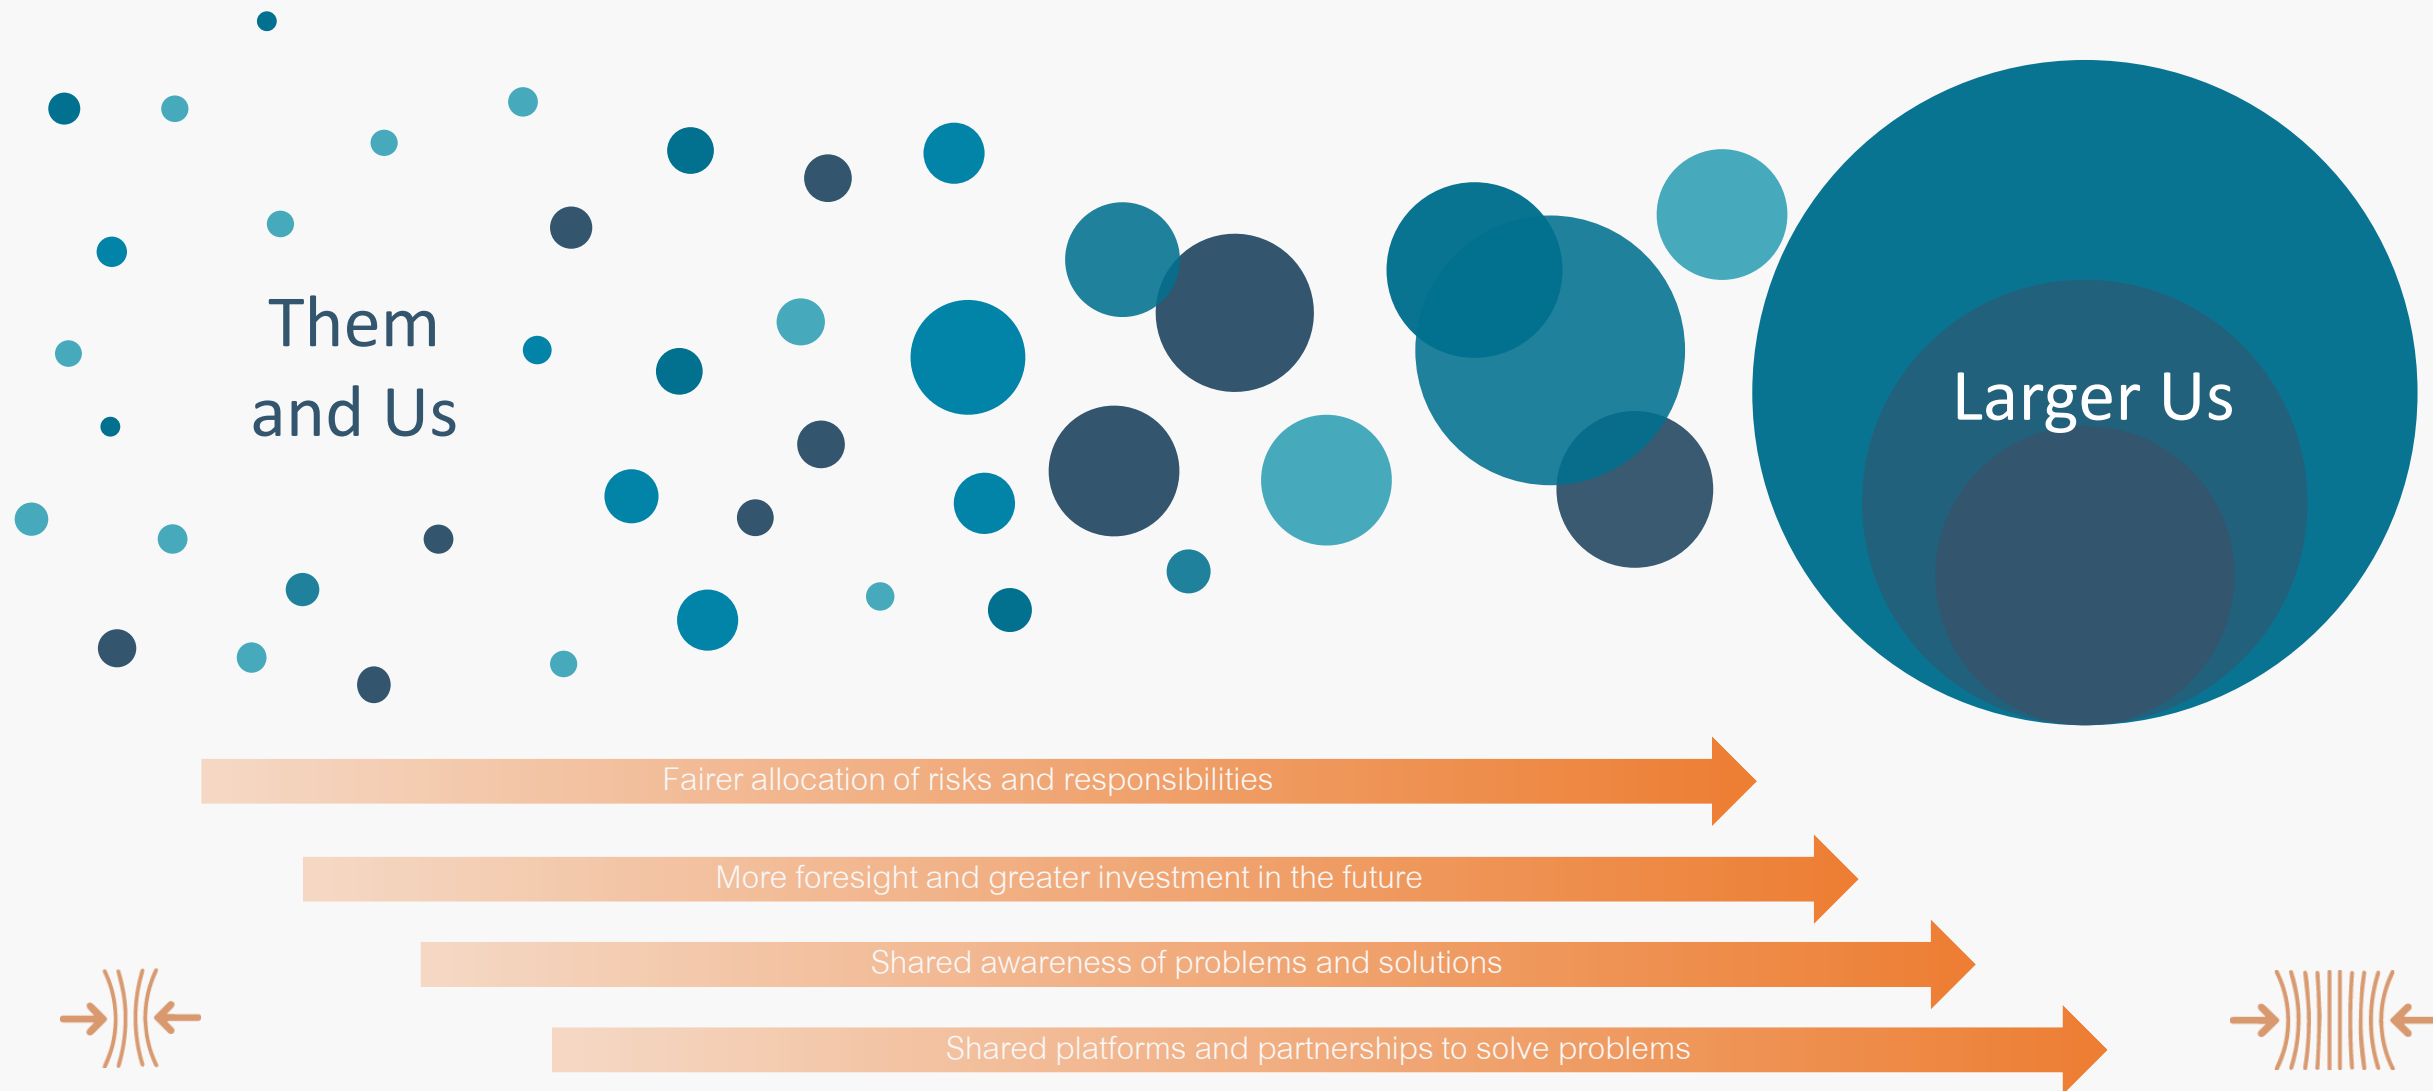 Them
and Us
Larger Us
Fairer allocation of risks and responsibilities
More foresight and greater investment in the future
Shared awareness of problems and solutions
Shared platforms and partnerships to solve problems